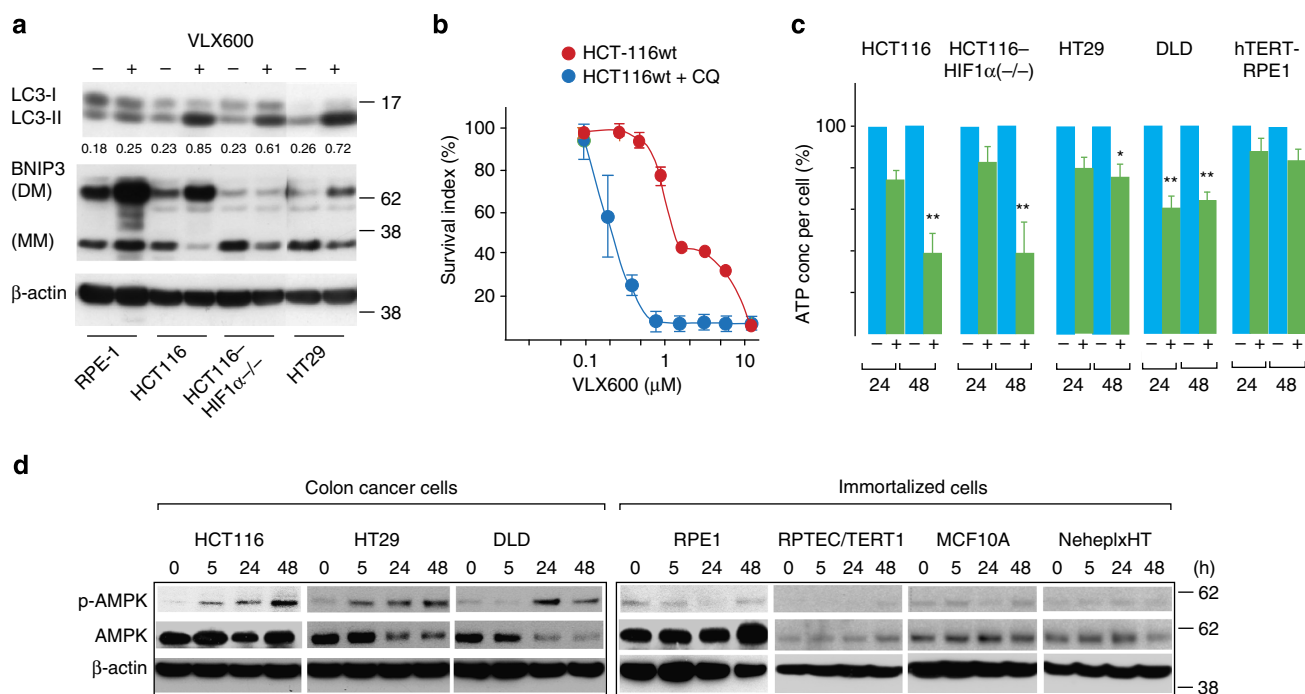 a
VLX600
− + − + − + − +
LC3-I
LC3-II
17
0.18 0.25 0.23 0.85 0.23 0.61 0.26 0.72
BNIP3
(DM)
62
38
(MM)
β-actin
38
RPE-1
HCT116
HCT116–
HIF1α−/−
HT29
b
HCT-116wt
HCT116wt + CQ
Survival index (%)
100
80
60
40
20
0.1 1 10
VLX600 (μM)
c
HCT116
HCT116–
HIF1α(−/−)
HT29
DLD
hTERT-
RPE1
ATP conc per cell (%)
100
**
**
*
** **
− + − + − + − + − + − + − + − + − + − +
24 48 24 48 24 48 24 48 24 48
d
Colon cancer cells
Immortalized cells
HCT116 HT29 DLD RPE1 RPTEC/TERT1 MCF10A NeheplxHT
0 5 24 48 0 5 24 48 0 5 24 48 0 5 24 48 0 5 24 48 0 5 24 48 0 5 24 48 (h)
p-AMPK
62
AMPK
62
β-actin
38